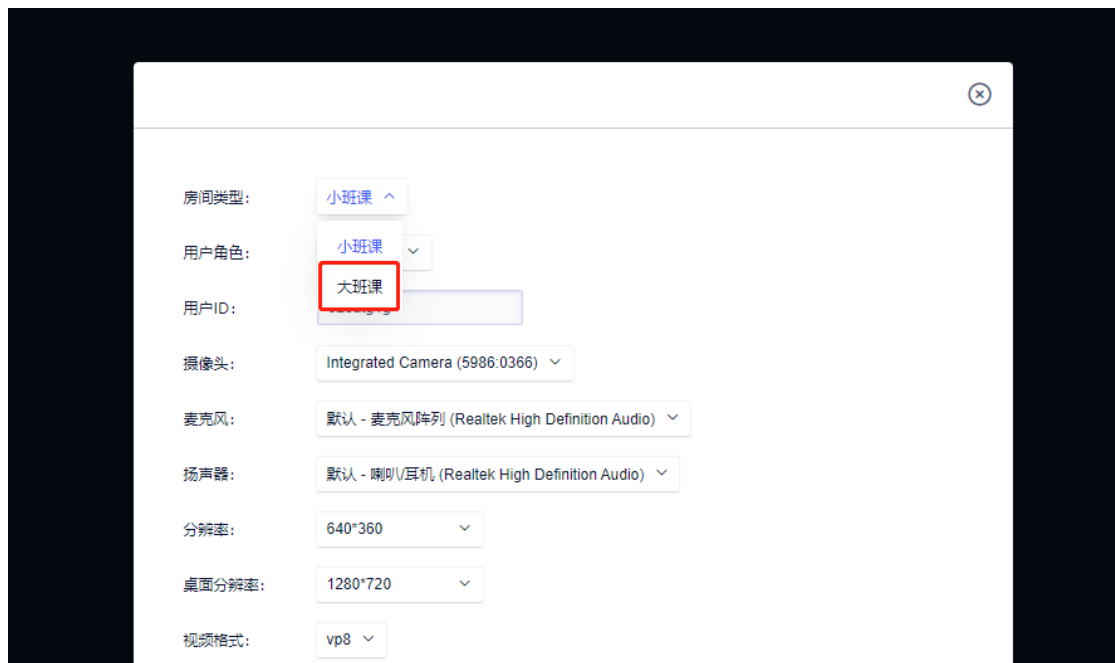 房间类型: 小班课
小班课
用户角色:
大班课
用户ID:
摄像头: Integrated Camera (5986:0366)
麦克风: 默认 - 麦克风阵列 (Realtek High Definition Audio)
扬声器: 默认 - 喇叭/耳机 (Realtek High Definition Audio)
分辨率: 640*360
桌面分辨率: 1280*720
视频格式: vp8